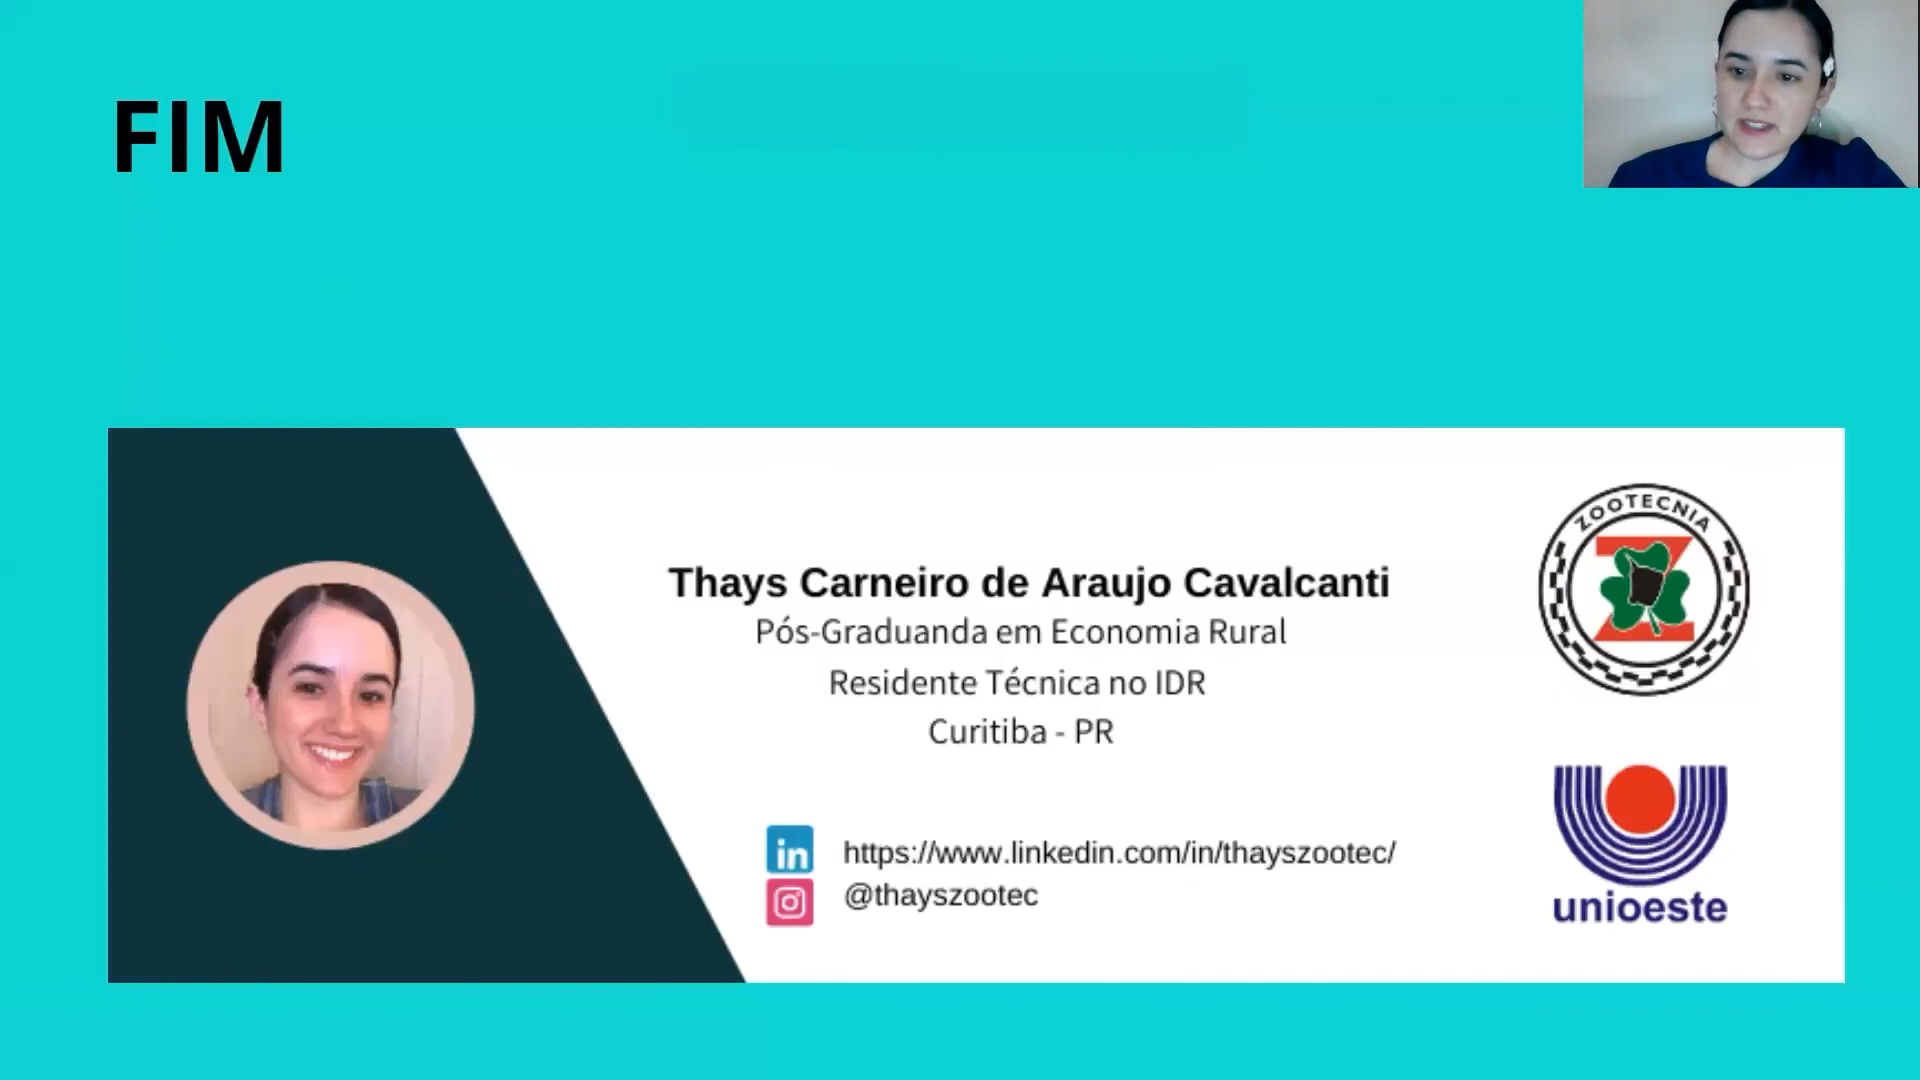 FIM
Thays Carneiro de Araujo Cavalcanti
Pós-Graduanda em Economia Rural
Residente Técnica no IDR
Curitiba - PR
in https://www.linkedin.com/in/thayszootec/
@thayszootec
ZOOTECNIA
Z
unioeste